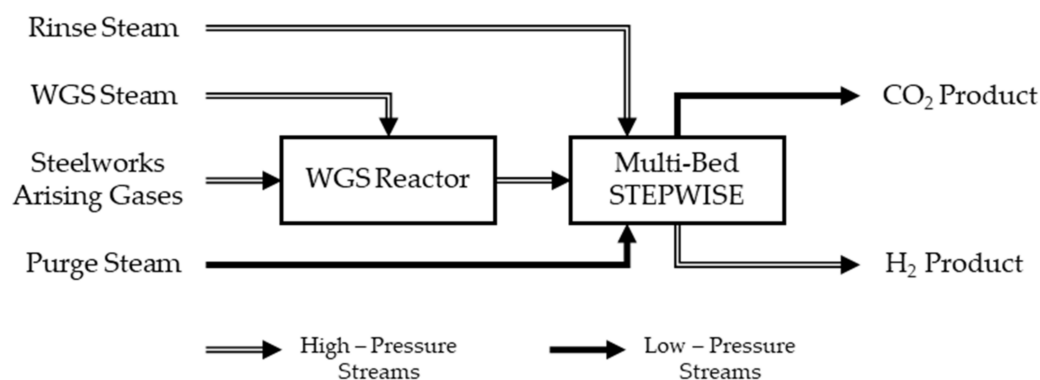 Rinse Steam
WGS Steam
CO₂ Product
Steelworks
Arising Gases
WGS Reactor
Multi-Bed
STEPWISE
Purge Steam
H₂ Product
High – Pressure
Streams
Low – Pressure
Streams